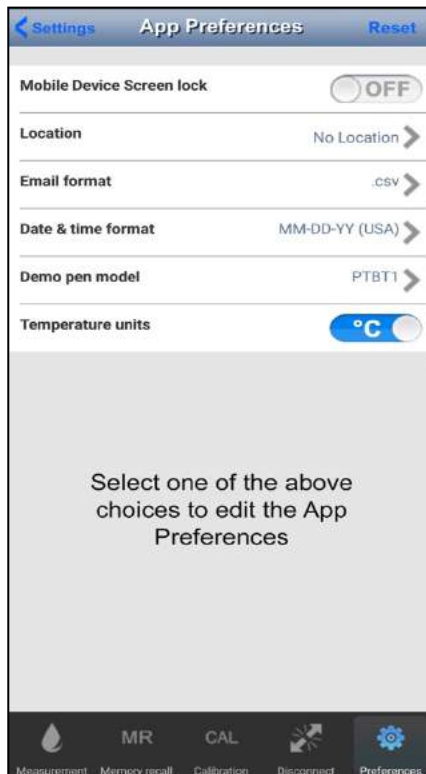 Settings App Preferences Reset
Mobile Device Screen lock OFF
Location No Location
Email format .csv
Date & time format MM-DD-YY (USA)
Demo pen model PTBT1
Temperature units °C
Select one of the above
choices to edit the App
Preferences
MR CAL
Measurement Memory recall Calibration Disconnect Preferences